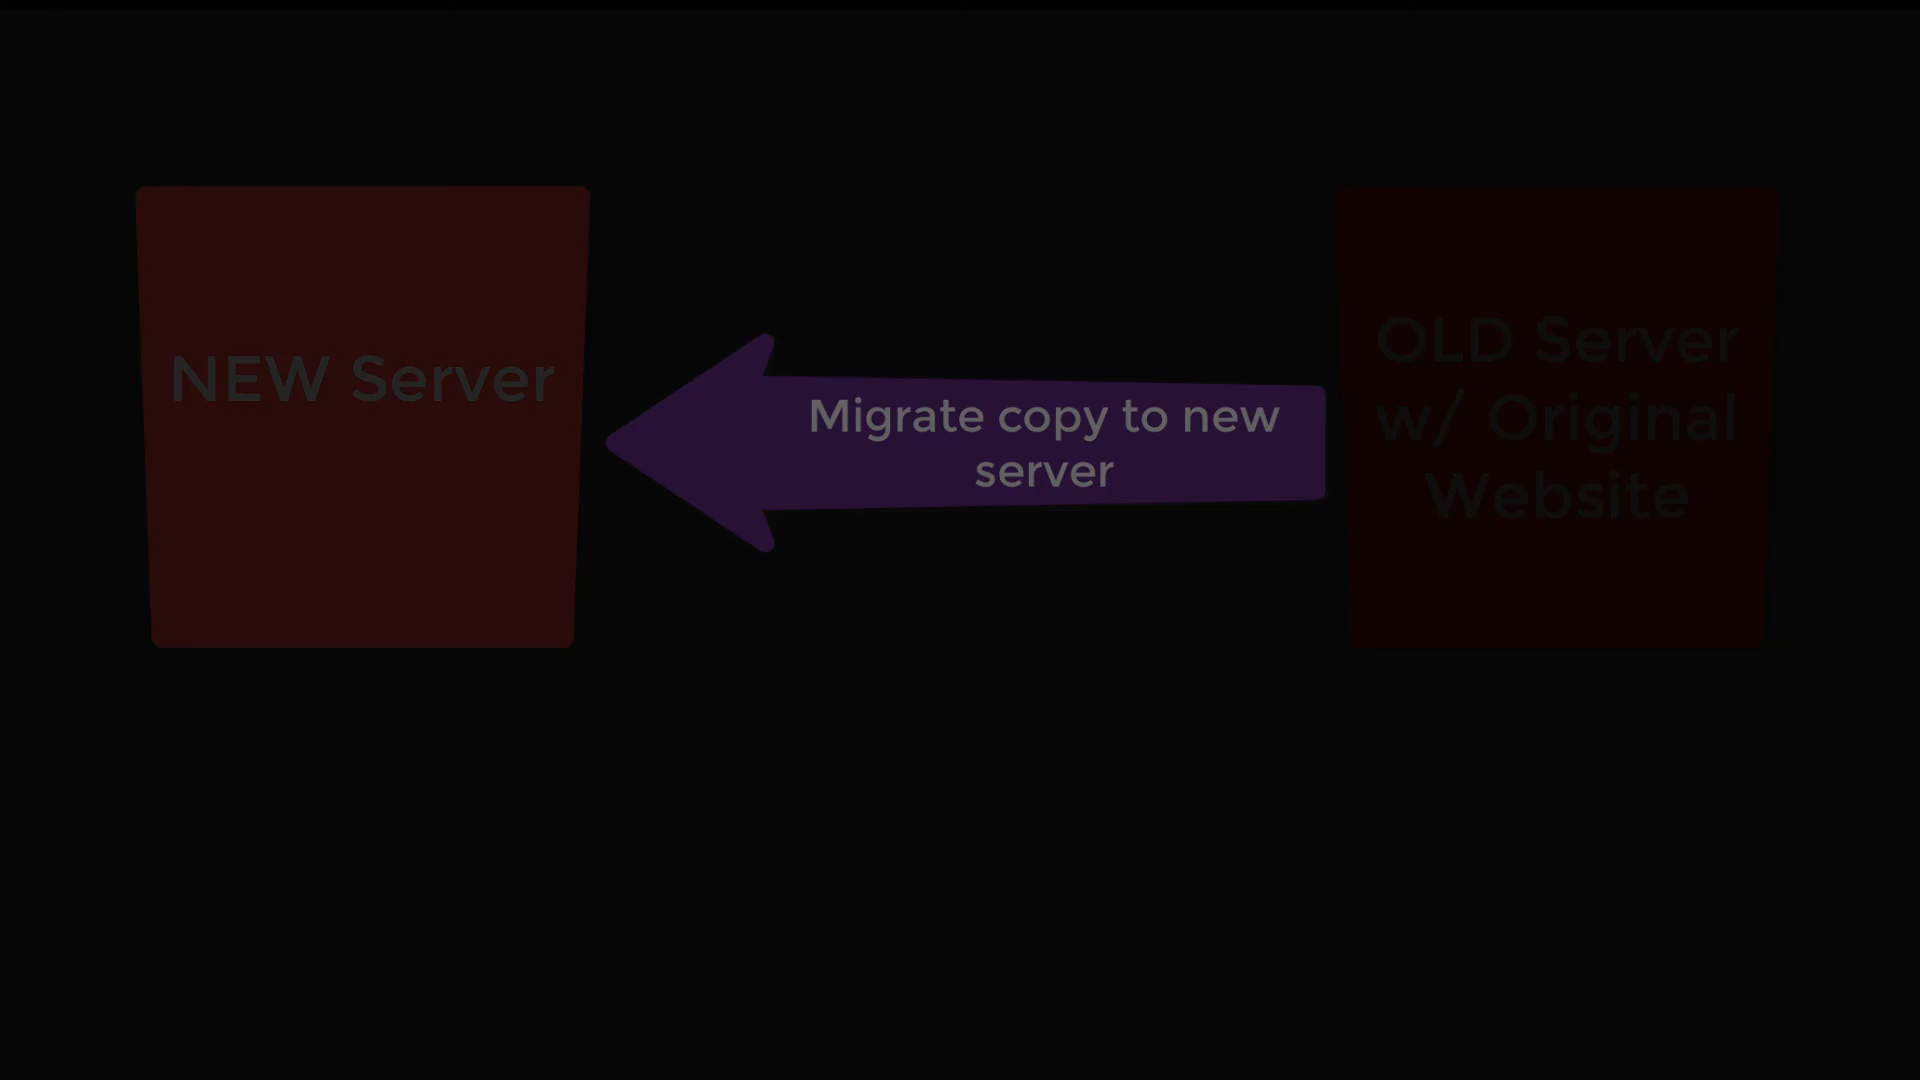 NEW Server
Migrate copy to new
server
OLD Server
w/ Original
Website